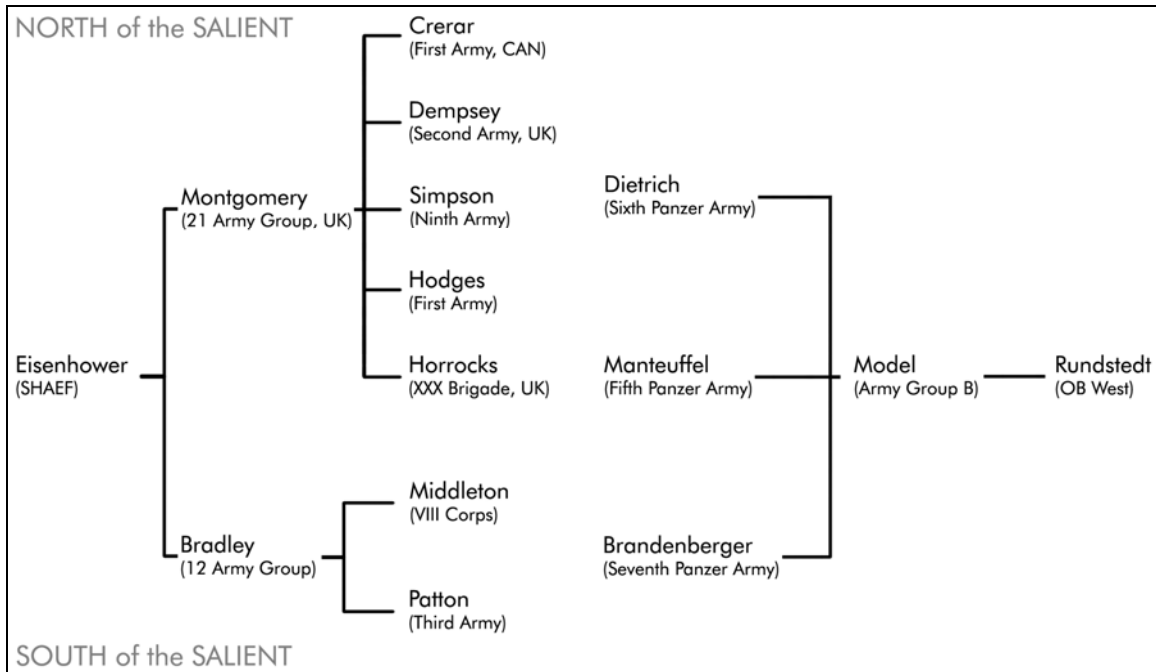 NORTH of the SALIENT
Crerar
(First Army, CAN)
Dempsey
(Second Army, UK)
Montgomery
(21 Army Group, UK)
Simpson
(Ninth Army)
Dietrich
(Sixth Panzer Army)
Hodges
(First Army)
Eisenhower
(SHAEF)
Horrocks
(XXX Brigade, UK)
Manteuffel
(Fifth Panzer Army)
Model
(Army Group B)
Rundstedt
(OB West)
Middleton
(VIII Corps)
Bradley
(12 Army Group)
Brandenberger
(Seventh Panzer Army)
Patton
(Third Army)
SOUTH of the SALIENT